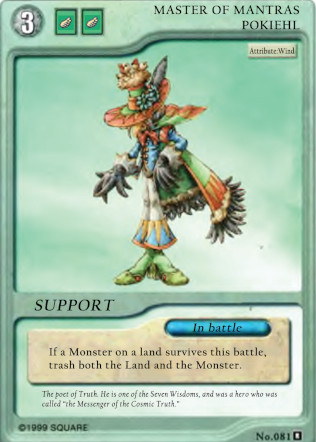 MASTER OF MANTRAS
POKIEHL
3
Attribute:Wind
SUPPORT
In battle
If a Monster on a land survives this battle,
trash both the Land and the Monster.
The poet of Truth. He is one of the Seven Wisdoms, and was a hero who was
called "the Messenger of the Cosmic Truth."
©1999 SQUARE
No.081